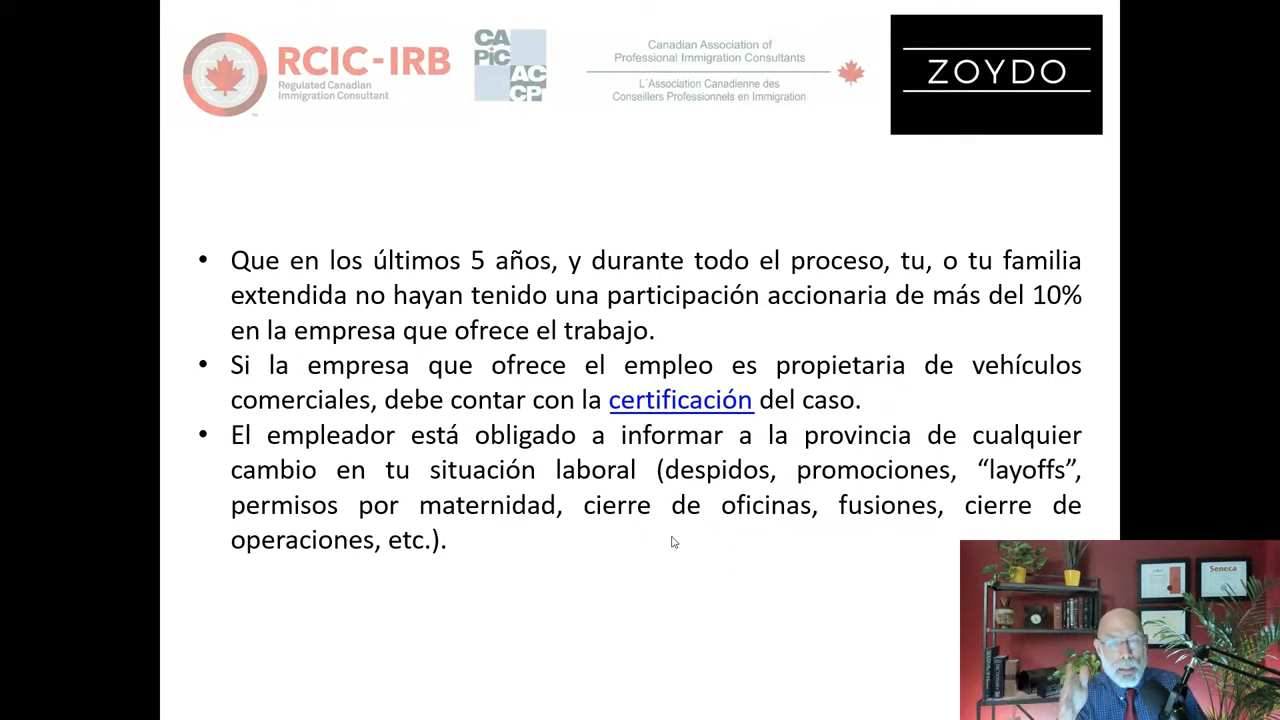 RCIC-IRB
Regulated Canadian
Immigration Consultant
CA
PiC
AC
CP
Canadian Association of
Professional Immigration Consultants
L´Association Canadienne des
Conseillers Professionnels en Immigration
ZOYDO
• Que en los últimos 5 años, y durante todo el proceso, tu, o tu familia
extendida no hayan tenido una participación accionaria de más del 10%
en la empresa que ofrece el trabajo.
• Si la empresa que ofrece el empleo es propietaria de vehículos
comerciales, debe contar con la certificación del caso.
• El empleador está obligado a informar a la provincia de cualquier
cambio en tu situación laboral (despidos, promociones, “layoffs”,
permisos por maternidad, cierre de oficinas, fusiones, cierre de
operaciones, etc.).
Seneca